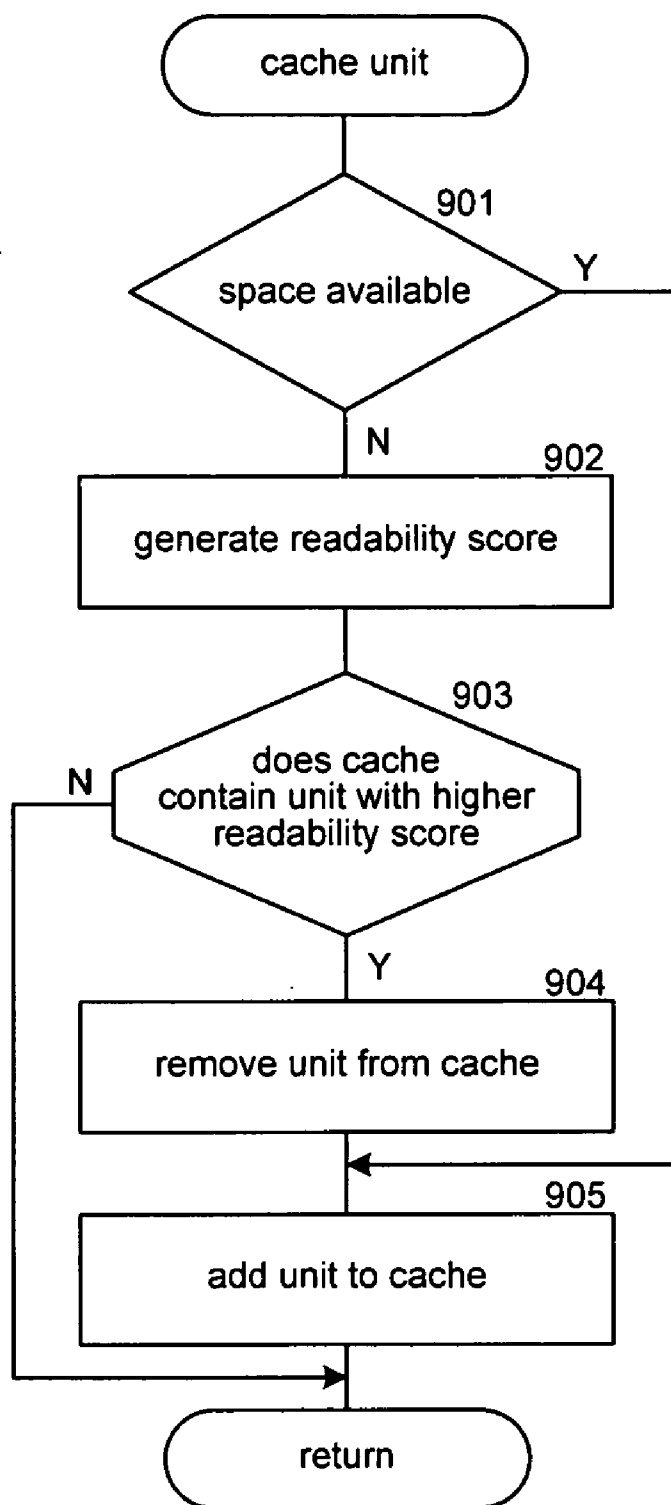 cache unit
901
space available
Y
N
902
generate readability score
903
N
does cache
contain unit with higher
readability score
Y
904
remove unit from cache
905
add unit to cache
return